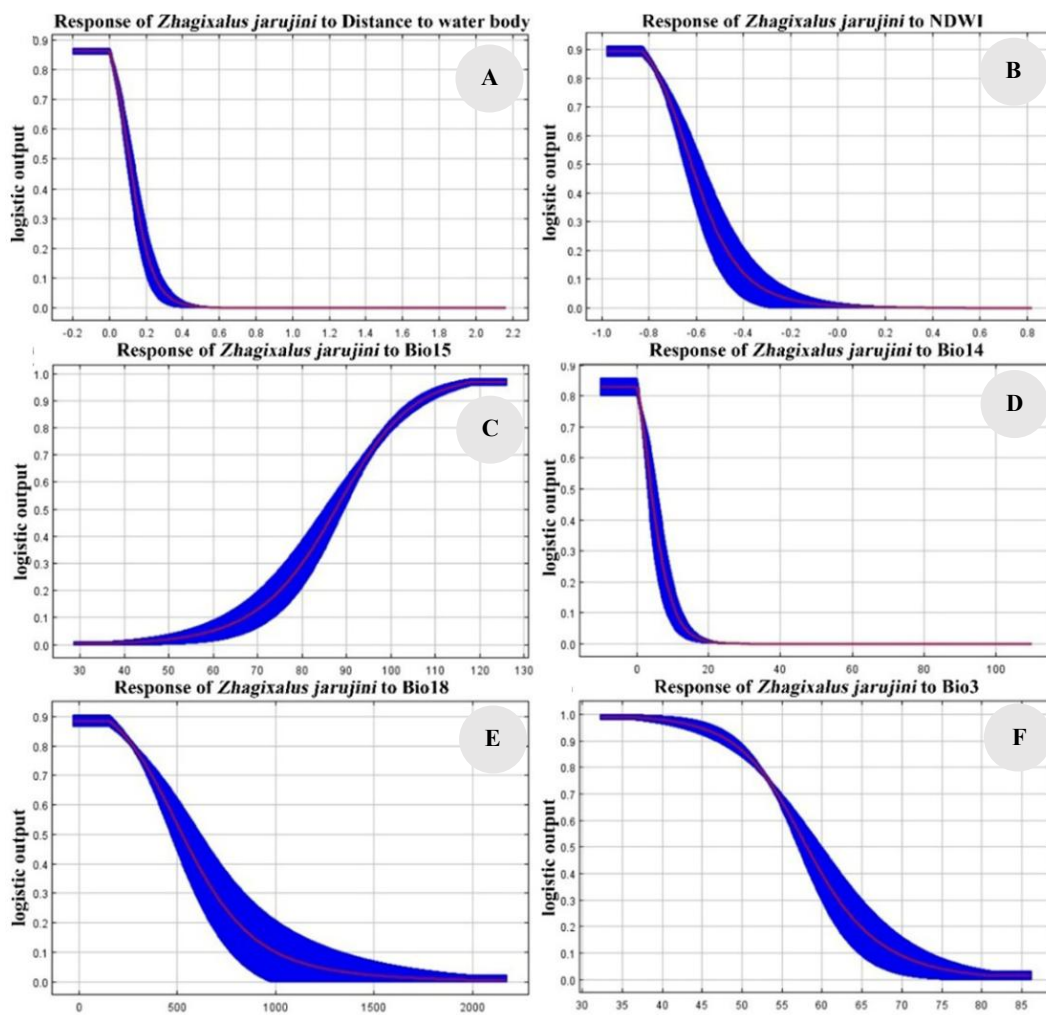 Response of Zhagixalus jarujini to Distance to water body
A
logistic output
0.9
0.8
0.7
0.6
0.5
0.4
0.3
0.2
0.1
0.0
-0.2 0.0 0.2 0.4 0.6 0.8 1.0 1.2 1.4 1.6 1.8 2.0 2.2
Response of Zhagixalus jarujini to NDWI
B
logistic output
0.9
0.8
0.7
0.6
0.5
0.4
0.3
0.2
0.1
0.0
-1.0 -0.8 -0.6 -0.4 -0.2 -0.0 0.6 0.4 0.6 0.8
Response of Zhagixalus jarujini to Bio15
C
logistic output
1.0
0.9
0.8
0.7
0.6
0.5
0.4
0.3
0.2
0.1
0.0
30 40 50 60 70 80 90 100 110 120 130
Response of Zhagixalus jarujini to Bio14
D
logistic output
0.9
0.8
0.7
0.6
0.5
0.4
0.3
0.2
0.1
0.0
0 20 40 60 80 100
Response of Zhagixalus jarujini to Bio18
E
logistic output
0.9
0.8
0.7
0.6
0.5
0.4
0.3
0.2
0.1
0.0
0 500 1000 1500 2000
Response of Zhagixalus jarujini to Bio3
F
logistic output
1.0
0.9
0.8
0.7
0.6
0.5
0.4
0.3
0.2
0.1
0.0
30 35 40 45 50 55 60 65 70 75 80 85